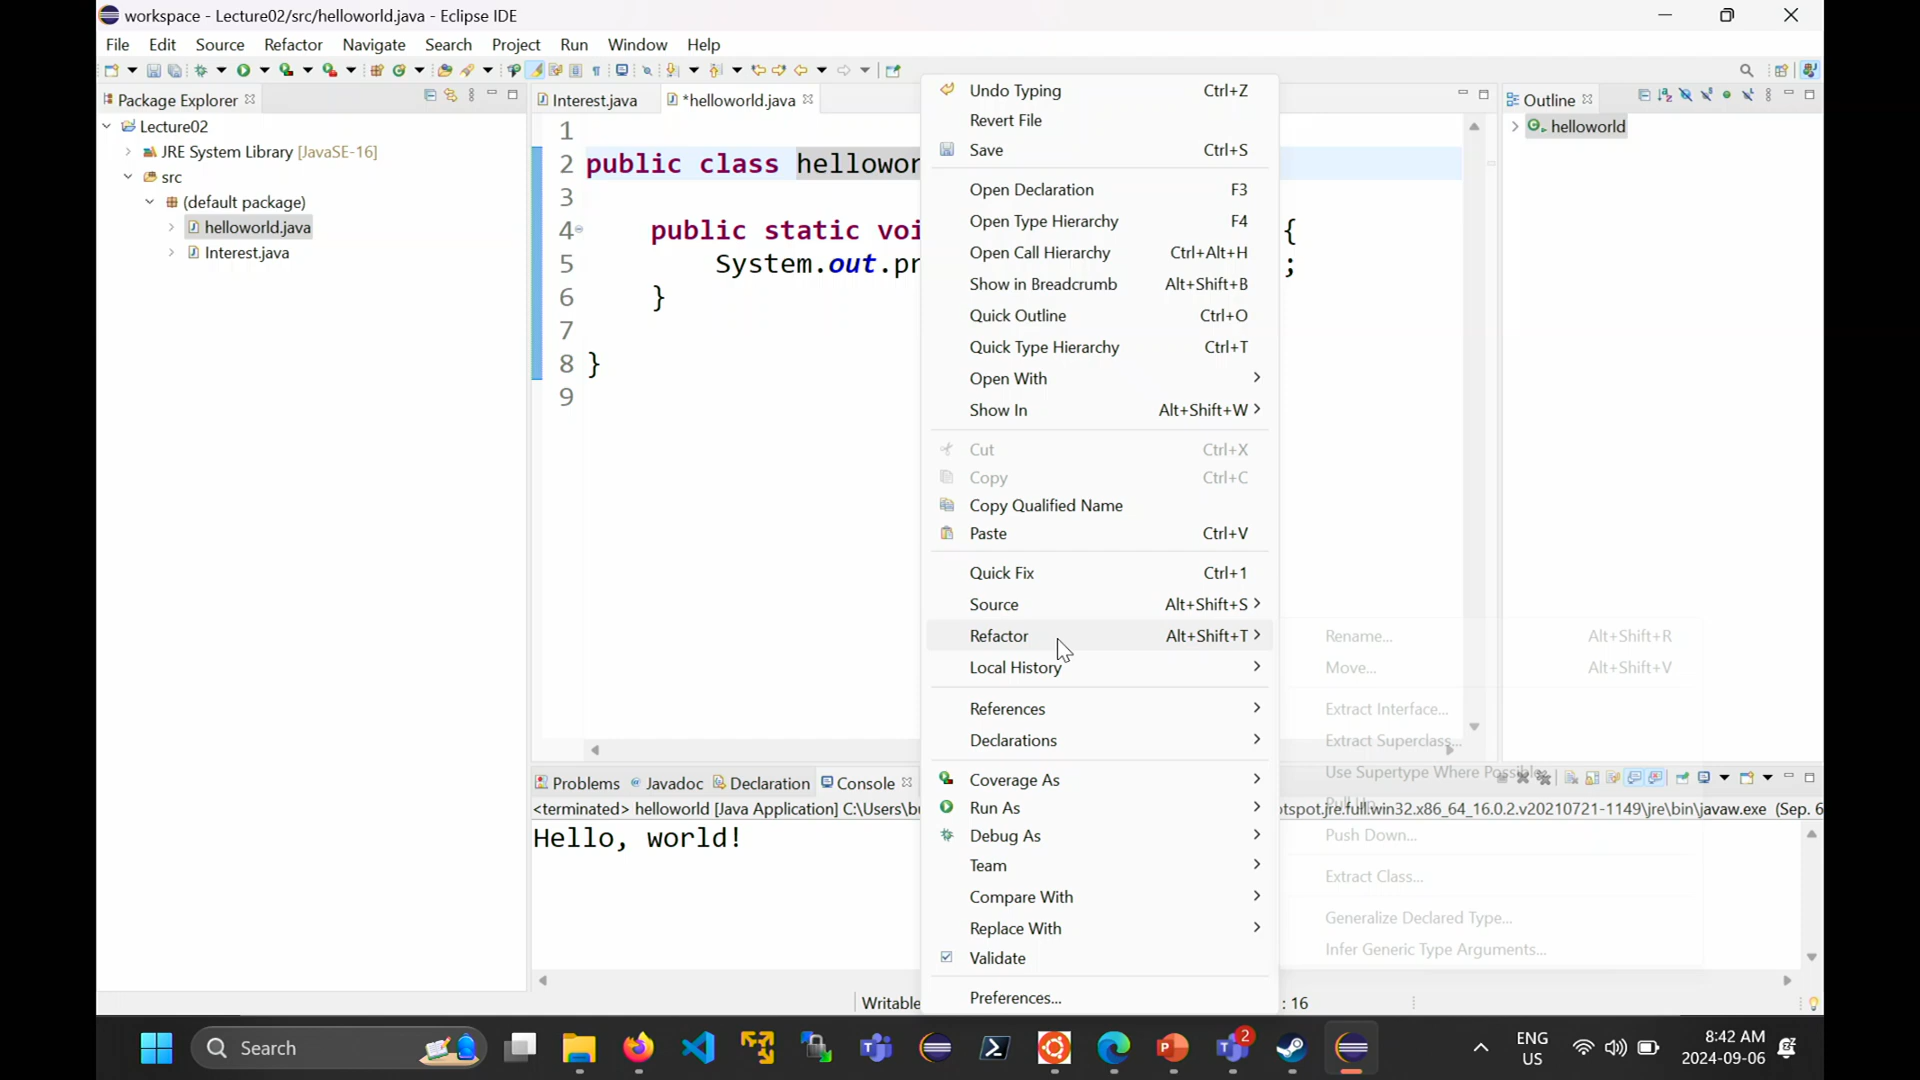 workspace - Lecture02/src/helloworld.java - Eclipse IDE
File Edit Source Refactor Navigate Search Project Run Window Help
Package Explorer
Lecture02
JRE System Library [JavaSE-16]
src
(default package)
helloworld.java
Interest.java
Interest.java *helloworld.java
1
2 public class hellowor
3
4 public static voi {
5 System.out.pr ;
6 }
7
8 }
9
Undo Typing Ctrl+Z
Revert File
Save Ctrl+S
Open Declaration F3
Open Type Hierarchy F4
Open Call Hierarchy Ctrl+Alt+H
Show in Breadcrumb Alt+Shift+B
Quick Outline Ctrl+O
Quick Type Hierarchy Ctrl+T
Open With
Show In Alt+Shift+W
Cut Ctrl+X
Copy Ctrl+C
Copy Qualified Name
Paste Ctrl+V
Quick Fix Ctrl+1
Source Alt+Shift+S
Refactor Alt+Shift+T
Local History
References
Declarations
Coverage As
Run As
Debug As
Team
Compare With
Replace With
Validate
Preferences...
Rename... Alt+Shift+R
Move... Alt+Shift+V
Extract Interface...
Extract Superclass...
Use Supertype Where Possible...
Pull Up...
Push Down...
Extract Class...
Generalize Declared Type...
Infer Generic Type Arguments...
Outline
helloworld
Problems Javadoc Declaration Console
<terminated> helloworld [Java Application] C:\Users\b otspot.jre.full.win32.x86_64_16.0.2.v20210721-1149\jre\bin\javaw.exe (Sep. 6
Hello, world!
Writable : 16
Search
2
ENG
US
8:42 AM
2024-09-06